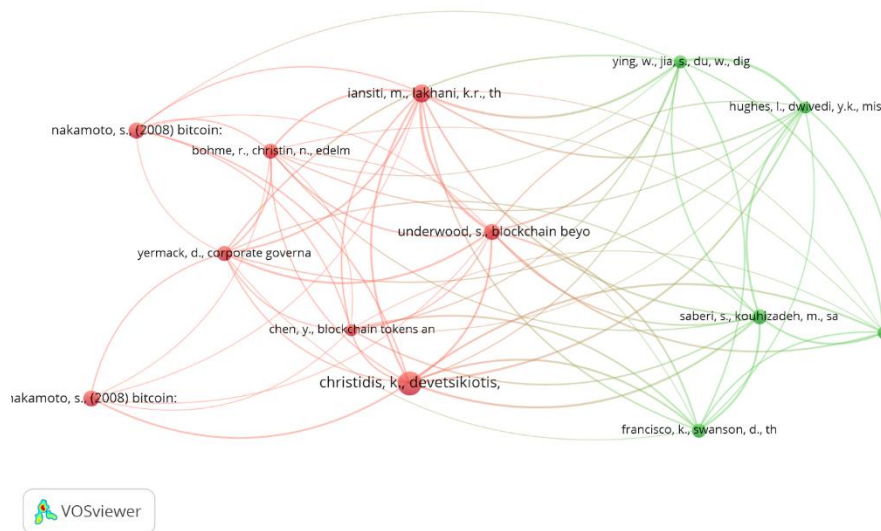 ying, w., jia, s., du, w., dig
iansiti, m., lakhani, k.r., th
hughes, l., dwivedi, y.k., mis
nakamoto, s., (2008) bitcoin:
bohme, r., christin, n., edelm
underwood, s., blockchain beyo
yermack, d., corporate governa
saberi, s., kouhizadeh, m., sa
chen, y., blockchain tokens an
christidis, k., devetsikiotis,
nakamoto, s., (2008) bitcoin:
francisco, k., swanson, d., th
VOSviewer